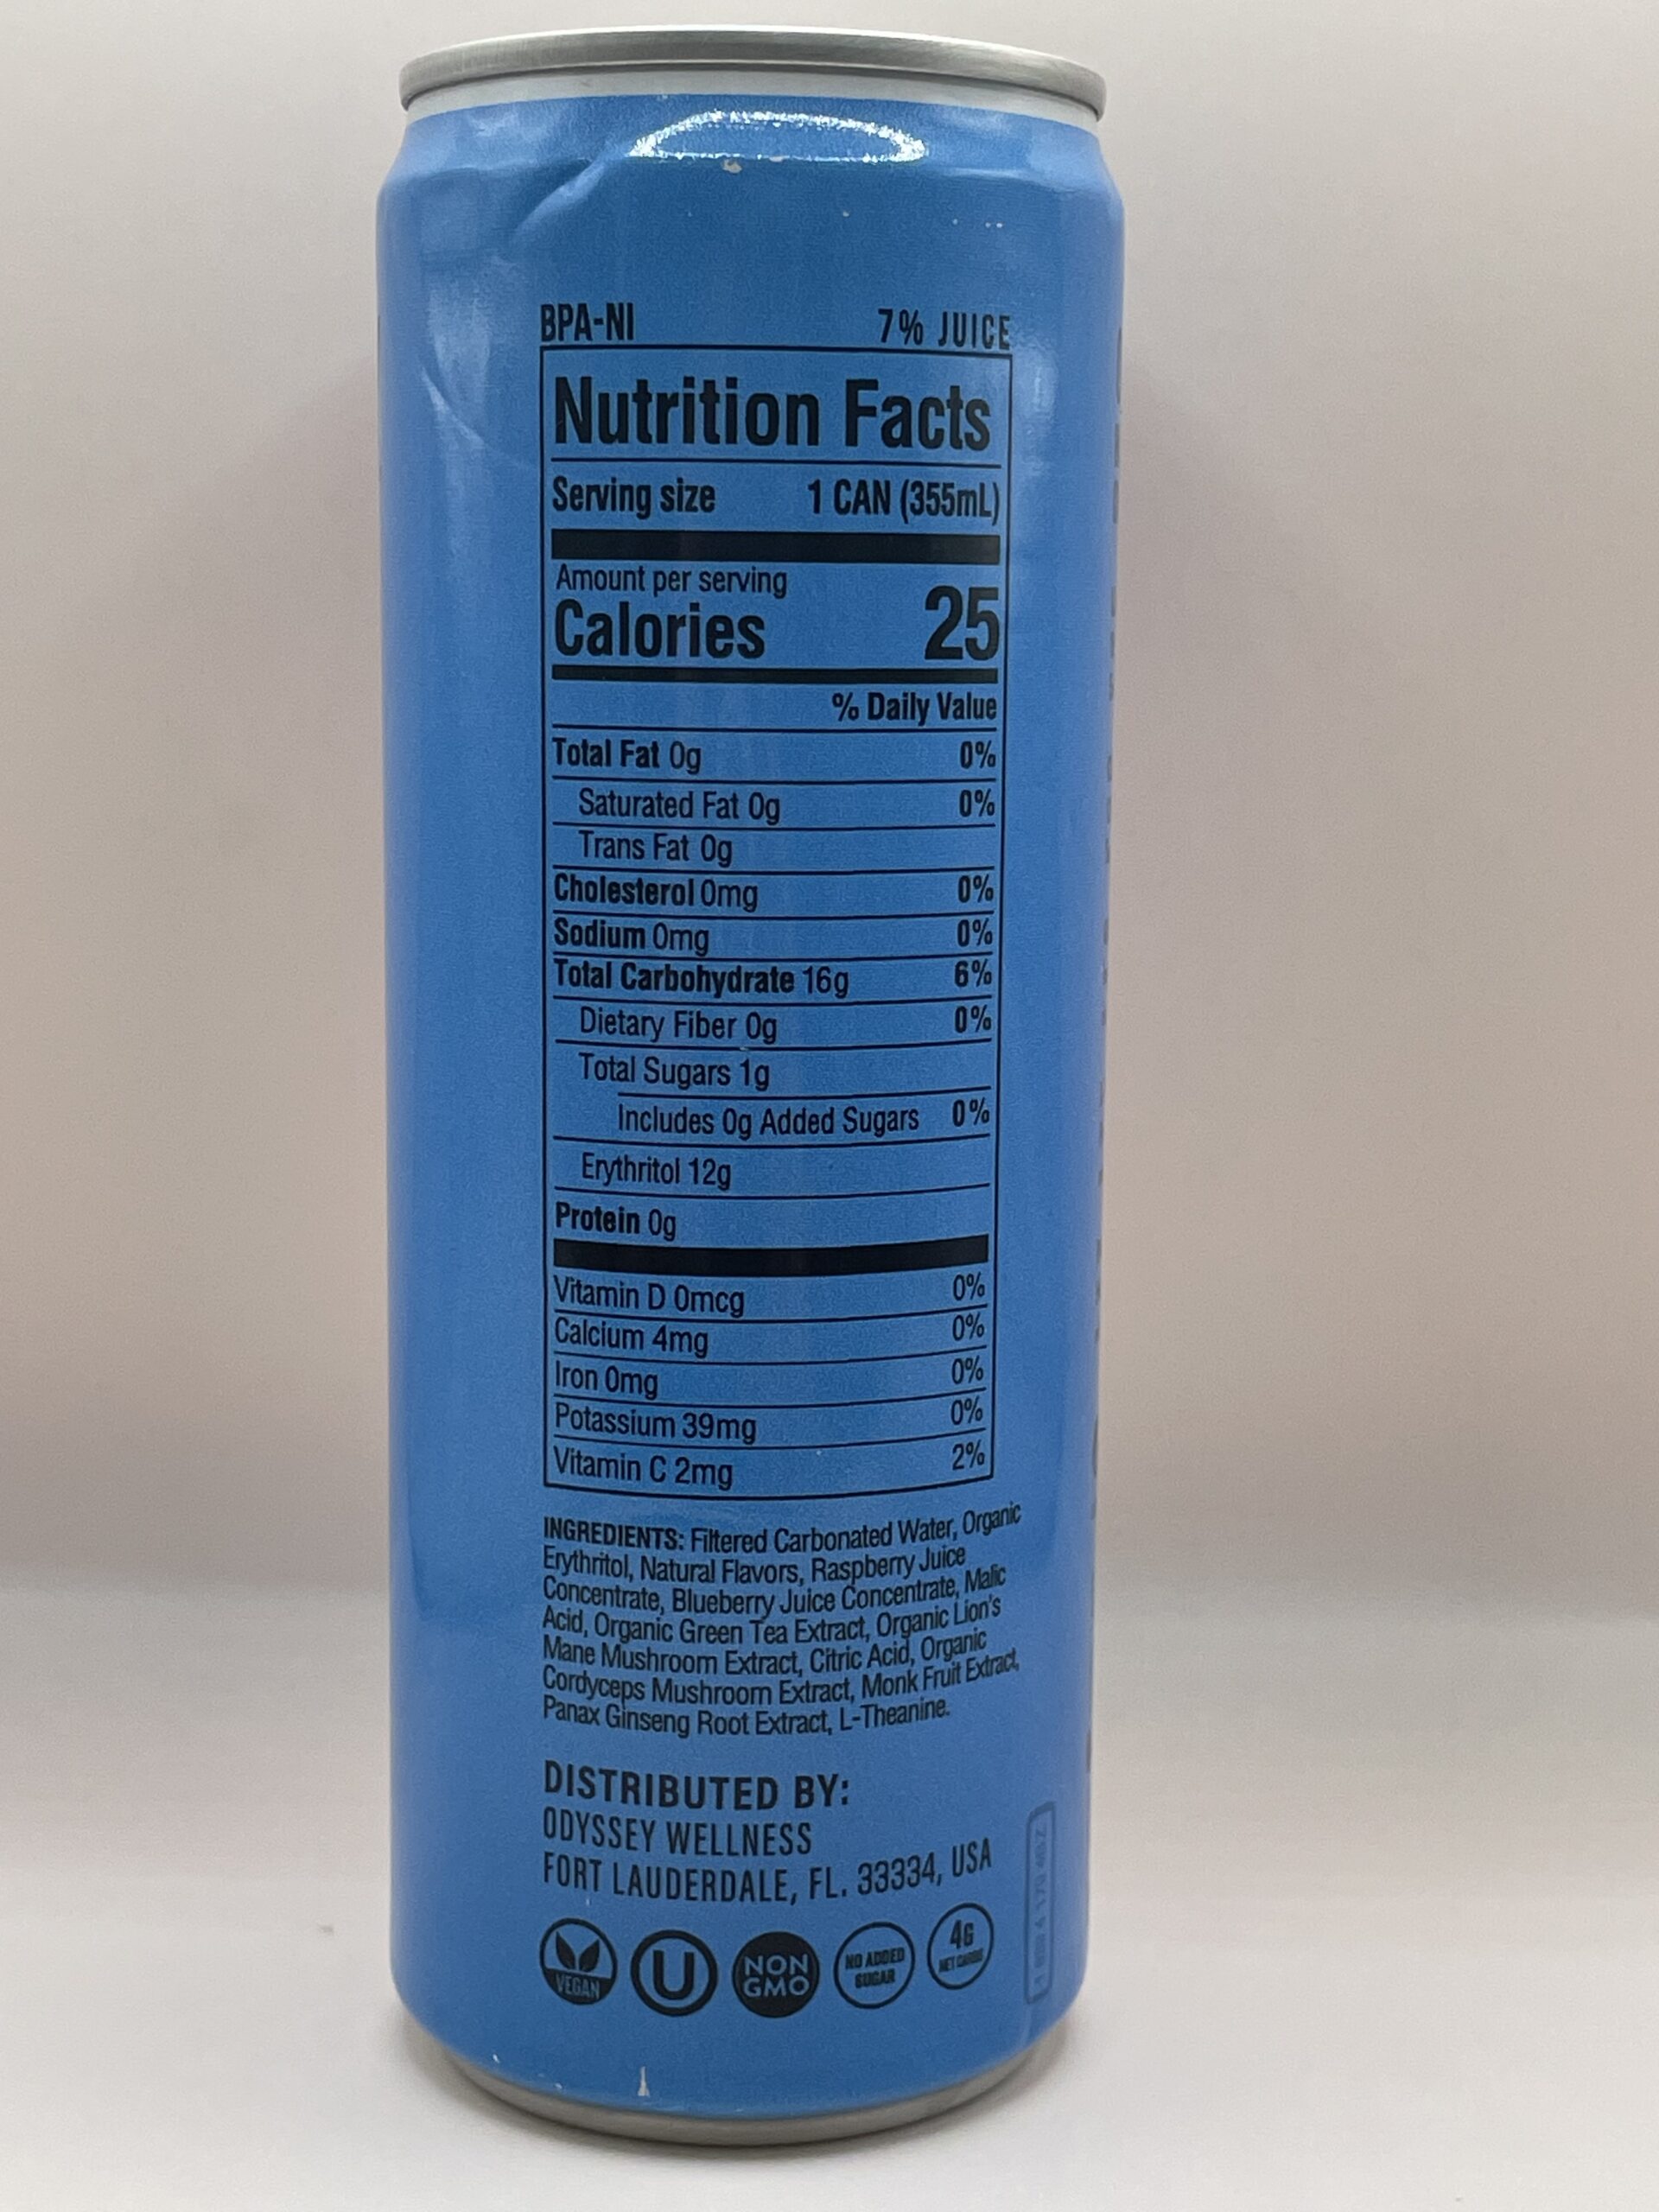 BPA-NI 7% JUICE
Nutrition Facts
Serving size 1 CAN (355mL)
Amount per serving
Calories 25
% Daily Value
Total Fat 0g 0%
Saturated Fat 0g 0%
Trans Fat 0g
Cholesterol 0mg 0%
Sodium 0mg 0%
Total Carbohydrate 16g 6%
Dietary Fiber 0g 0%
Total Sugars 1g
Includes 0g Added Sugars 0%
Erythritol 12g
Protein 0g
Vitamin D 0mcg 0%
Calcium 4mg 0%
Iron 0mg 0%
Potassium 39mg 0%
Vitamin C 2mg 2%
INGREDIENTS: Filtered Carbonated Water, Organic
Erythritol, Natural Flavors, Raspberry Juice
Concentrate, Blueberry Juice Concentrate, Malic
Acid, Organic Green Tea Extract, Organic Lion's
Mane Mushroom Extract, Citric Acid, Organic
Cordyceps Mushroom Extract, Monk Fruit Extract,
Panax Ginseng Root Extract, L-Theanine.
DISTRIBUTED BY:
ODYSSEY WELLNESS
FORT LAUDERDALE, FL. 33334, USA
VEGAN
U
NON
GMO
NO ADDED
SUGAR
4G
NET CARBS